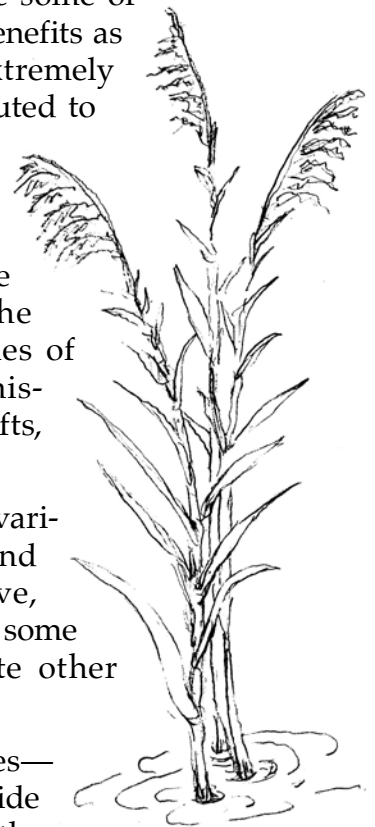 some of
enefits as
xtremely
uted to
e
he
es of
his-
fts,
vari-
nd
ve,
some
te other
es—
ide